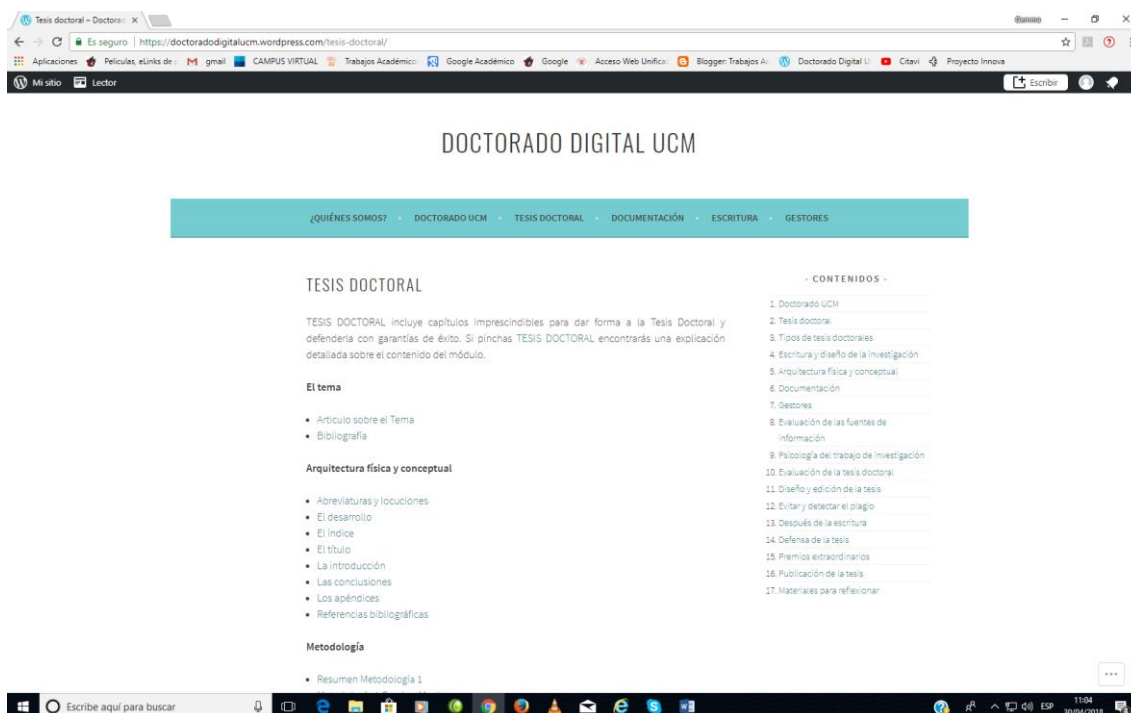 Tesis doctoral – Doctorad
Es seguro | https://doctoradodigitalucm.wordpress.com/tesis-doctoral/
Aplicaciones Peliculas, eLinks de gmail CAMPUS VIRTUAL Trabajos Académico Google Académico Google Acceso Web Unifica Blogger: Trabajos Ac Doctorado Digital U Citavi Proyecto Innova
Mi sitio Lector Escribir
DOCTORADO DIGITAL UCM
¿QUIÉNES SOMOS? DOCTORADO UCM TESIS DOCTORAL DOCUMENTACIÓN ESCRITURA GESTORES
TESIS DOCTORAL
TESIS DOCTORAL incluye capítulos imprescindibles para dar forma a la Tesis Doctoral y
defenderla con garantías de éxito. Si pinchas TESIS DOCTORAL encontrarás una explicación
detallada sobre el contenido del módulo.
El tema
• Artículo sobre el Tema
• Bibliografía
Arquitectura física y conceptual
• Abreviaturas y locuciones
• El desarrollo
• El índice
• El título
• La introducción
• Las conclusiones
• Los apéndices
• Referencias bibliográficas
Metodología
• Resumen Metodología 1
- CONTENIDOS -
1. Doctorado UCM
2. Tesis doctoral
3. Tipos de tesis doctorales
4. Escritura y diseño de la investigación
5. Arquitectura física y conceptual
6. Documentación
7. Gestores
8. Evaluación de las fuentes de
información
9. Psicología del trabajo de investigación
10. Evaluación de la tesis doctoral
11. Diseño y edición de la tesis
12. Evitar y detectar el plagio
13. Después de la escritura
14. Defensa de la tesis
15. Premios extraordinarios
16. Publicación de la tesis
17. Materiales para reflexionar
Escribe aquí para buscar
ESP
11:04
30/04/2018